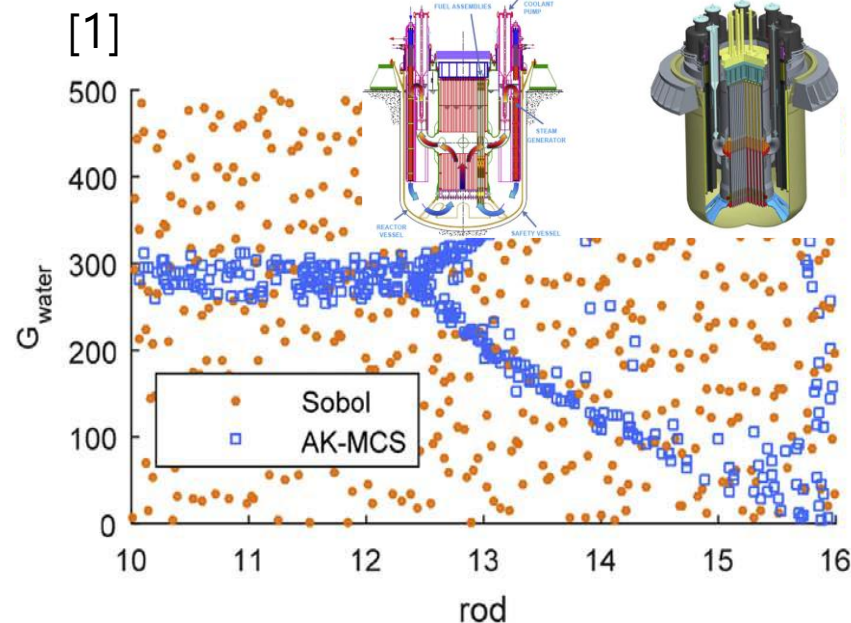 [1]
FUEL ASSEMBLIES
COOLANT
PUMP
STEAM
GENERATOR
REACTOR
VESSEL
SAFETY VESSEL
500
400
300
200
100
0
G water
Sobol
AK-MCS
10 11 12 13 14 15 16
rod